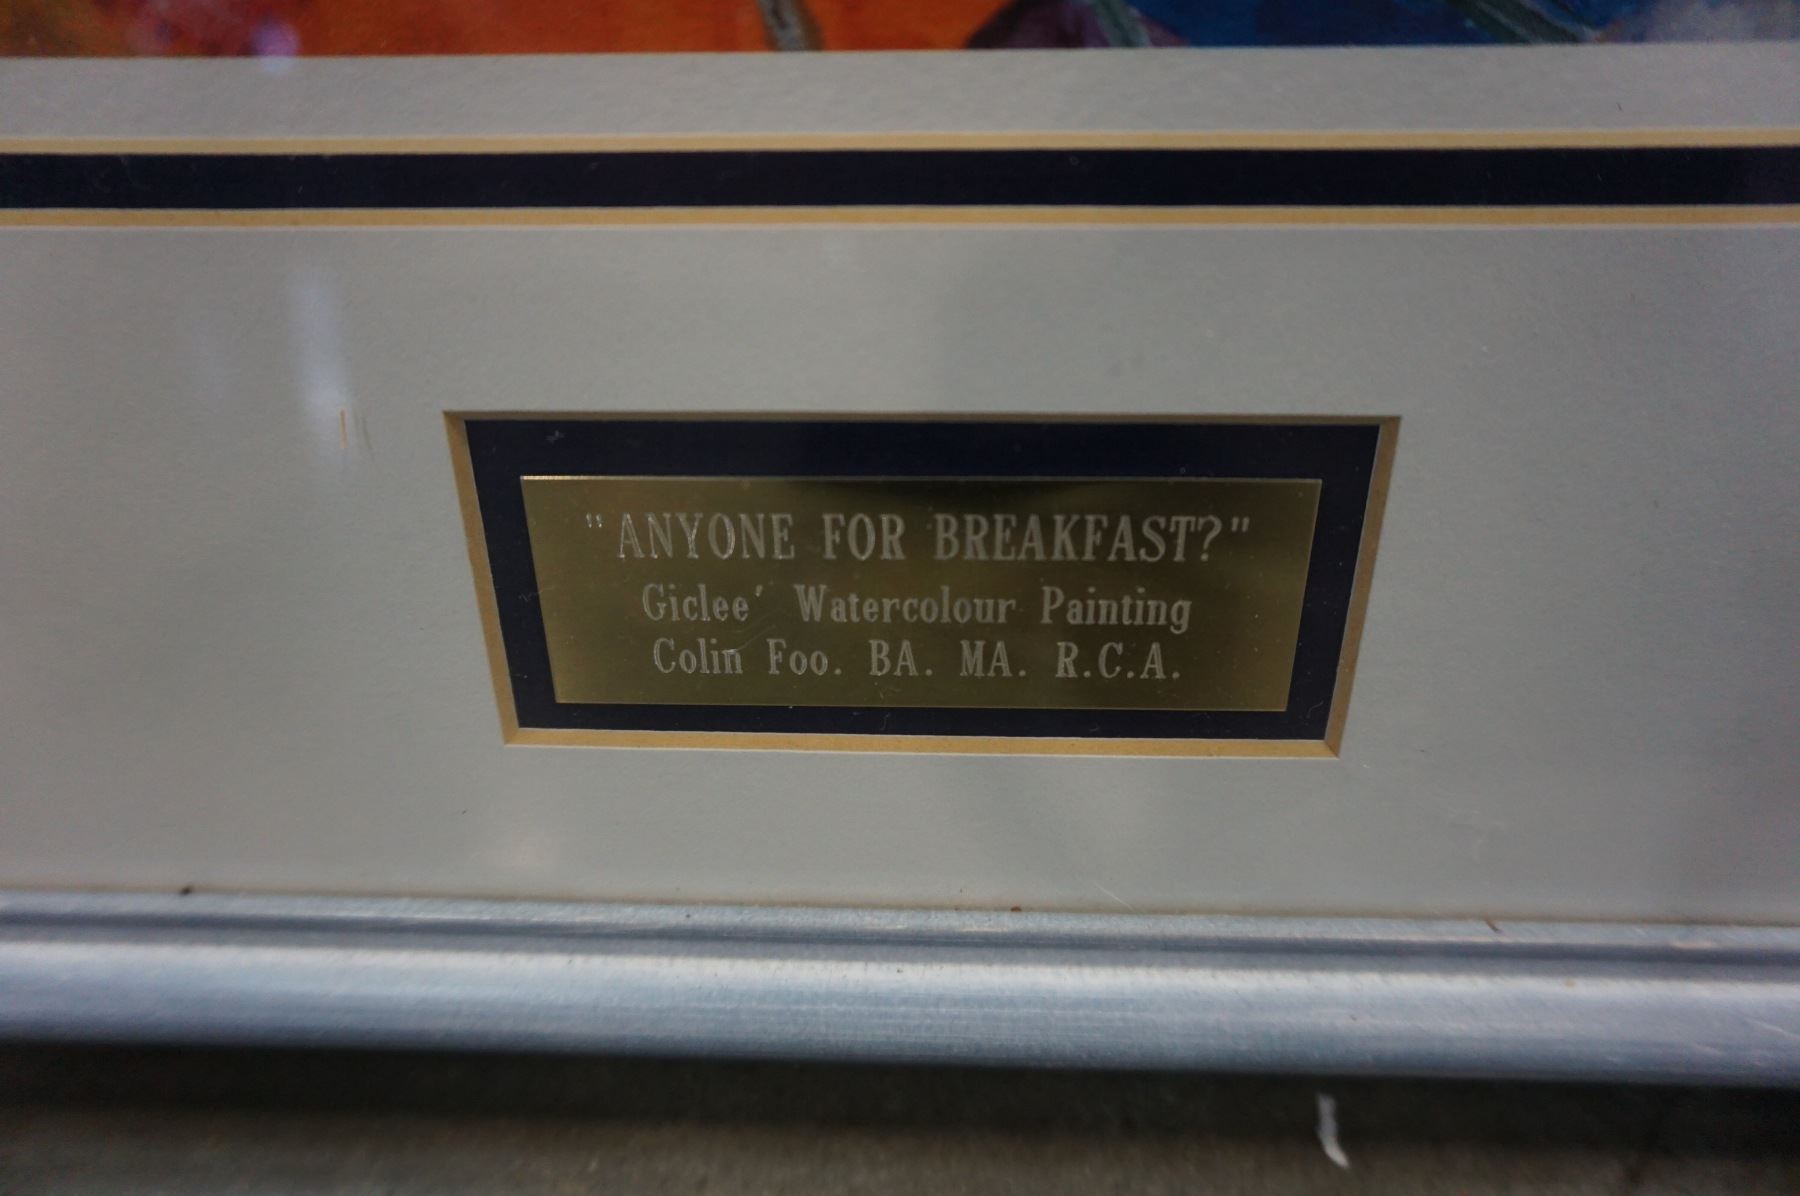 "ANYONE FOR BREAKFAST?"
Giclee' Watercolour Painting
Colin Foo. BA. MA. R.C.A.